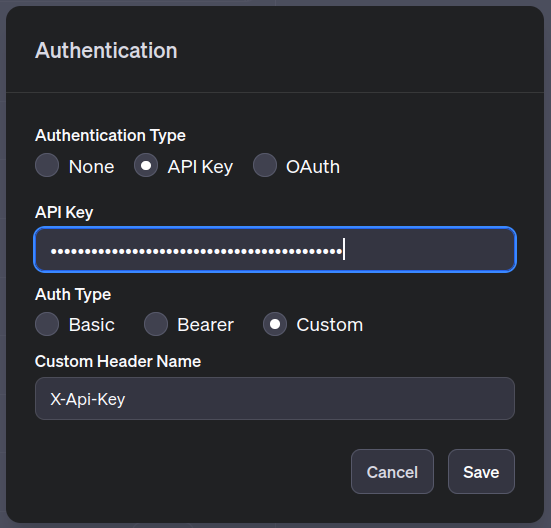 Authentication
Authentication Type
None API Key OAuth
API Key
•••••••••••••••••••••••••••••••••••••••••••
Auth Type
Basic Bearer Custom
Custom Header Name
X-Api-Key
Cancel Save